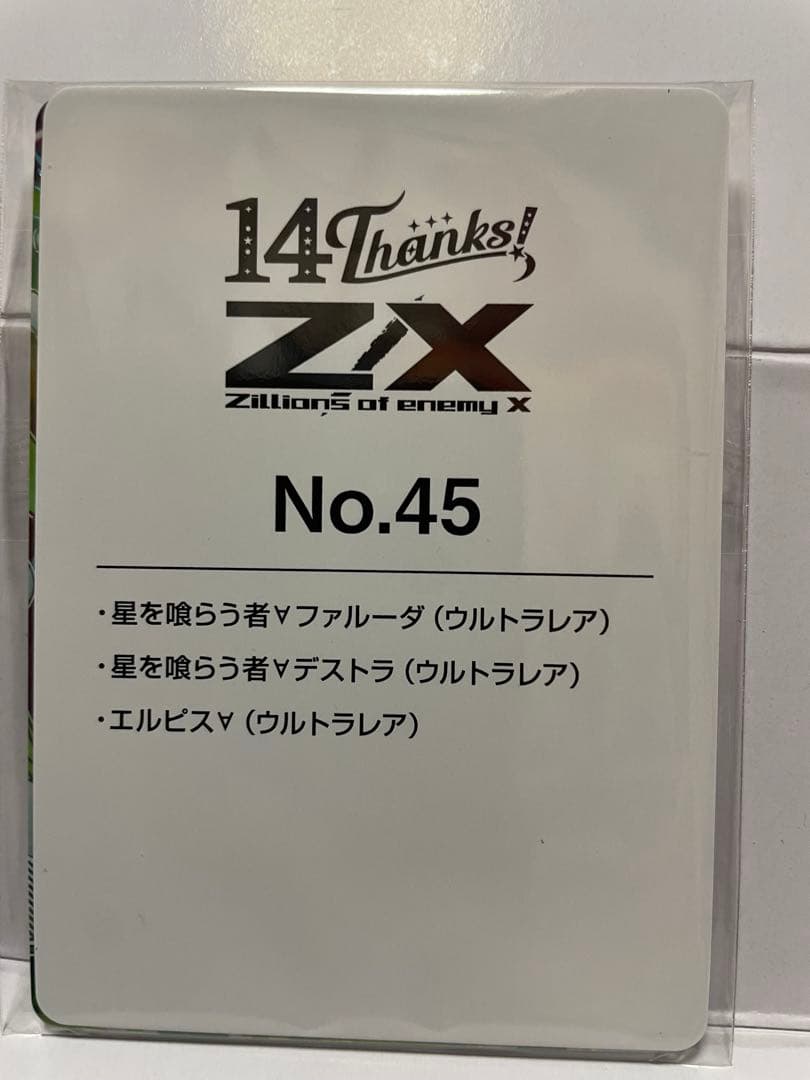 14 Thanks!
Z/X
Zillions of enemy X
No.45
・星を喰らう者∀ファルーダ（ウルトラレア）
・星を喰らう者∀デストラ（ウルトラレア）
・エルピス∀（ウルトラレア）